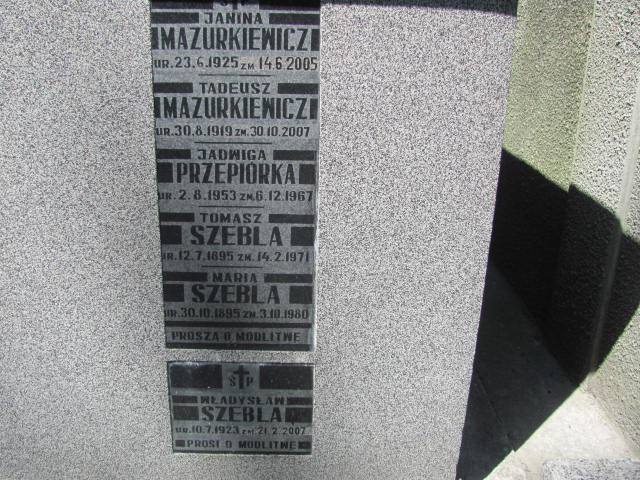 Ś P
JANINA
MAZURKIEWICZ
UR. 23.6.1925 ZM 14.6.2005
TADEUSZ
MAZURKIEWICZ
UR. 30.8.1919 ZM. 30.10.2007
JADWIGA
PRZEPIÓRKA
UR. 2.8.1953 ZM. 6.12.1967
TOMASZ
SZEBLA
UR. 12.7.1895 ZM. 14.2.1971
MARIA
SZEBLA
UR. 30.10.1895 ZM. 3.10.1980
PROSZĄ O MODLITWĘ
Ś P
WŁADYSŁAW
SZEBLA
UR. 10.7.1923 ZM. 21.2.2007
PROSI O MODLITWĘ